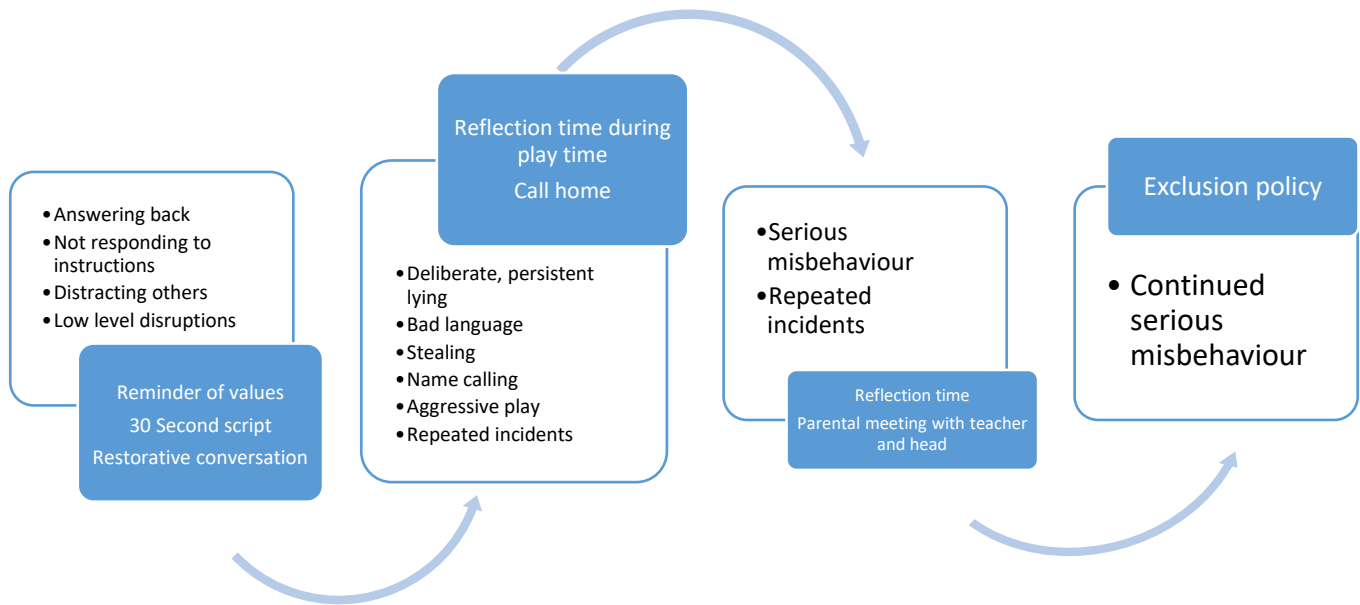 • Answering back
• Not responding to
instructions
• Distracting others
• Low level disruptions
Reminder of values
30 Second script
Restorative conversation
Reflection time during
play time
Call home
• Deliberate, persistent
lying
• Bad language
• Stealing
• Name calling
• Aggressive play
• Repeated incidents
• Serious
misbehaviour
• Repeated
incidents
Reflection time
Parental meeting with teacher
and head
Exclusion policy
• Continued
serious
misbehaviour